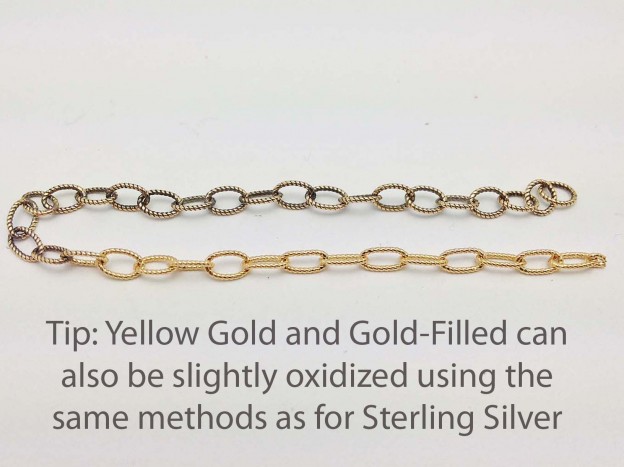 Tip: Yellow Gold and Gold-Filled can
also be slightly oxidized using the
same methods as for Sterling Silver